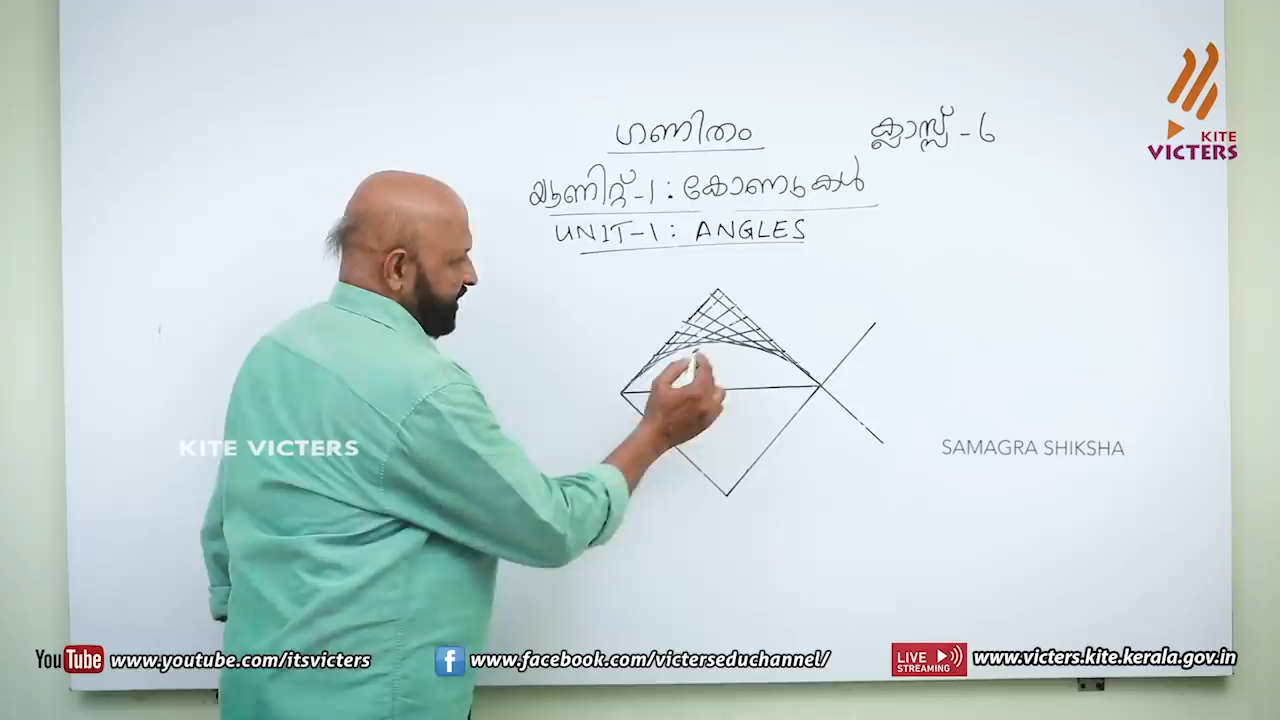 ഗണിതം ക്ലാസ്സ് - 6
യൂണിറ്റ് - 1 : കോണുകൾ
UNIT - 1 : ANGLES
KITE
VICTERS
KITE VICTERS
SAMAGRA SHIKSHA
YouTube www.youtube.com/itsvicters
f www.facebook.com/victerseduchannel/
LIVE STREAMING www.victers.kite.kerala.gov.in